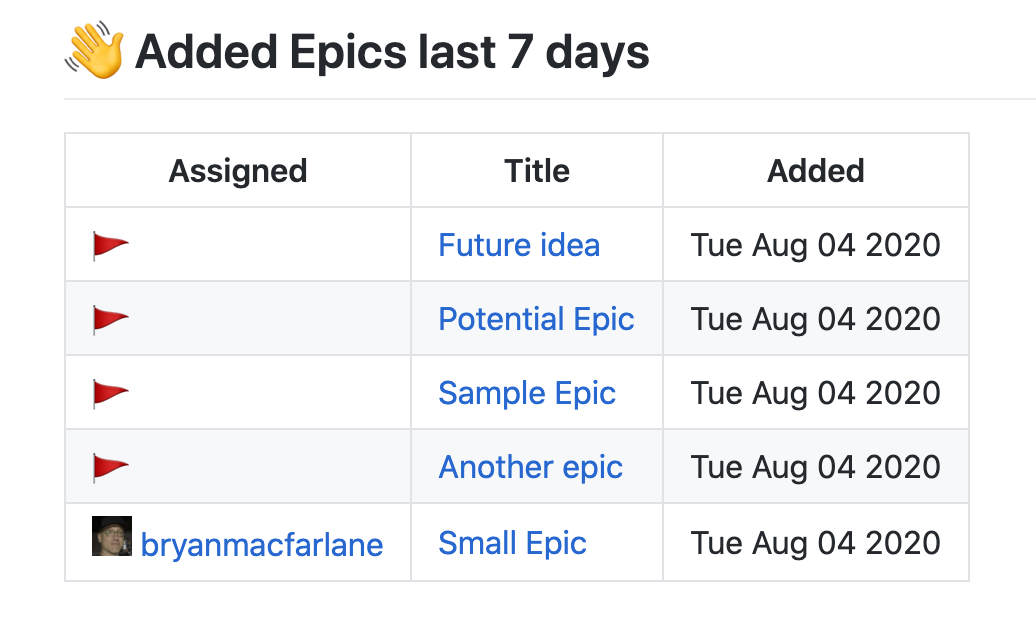 👋 Added Epics last 7 days
Assigned Title Added
🚩 Future idea Tue Aug 04 2020
🚩 Potential Epic Tue Aug 04 2020
🚩 Sample Epic Tue Aug 04 2020
🚩 Another epic Tue Aug 04 2020
bryanmacfarlane Small Epic Tue Aug 04 2020